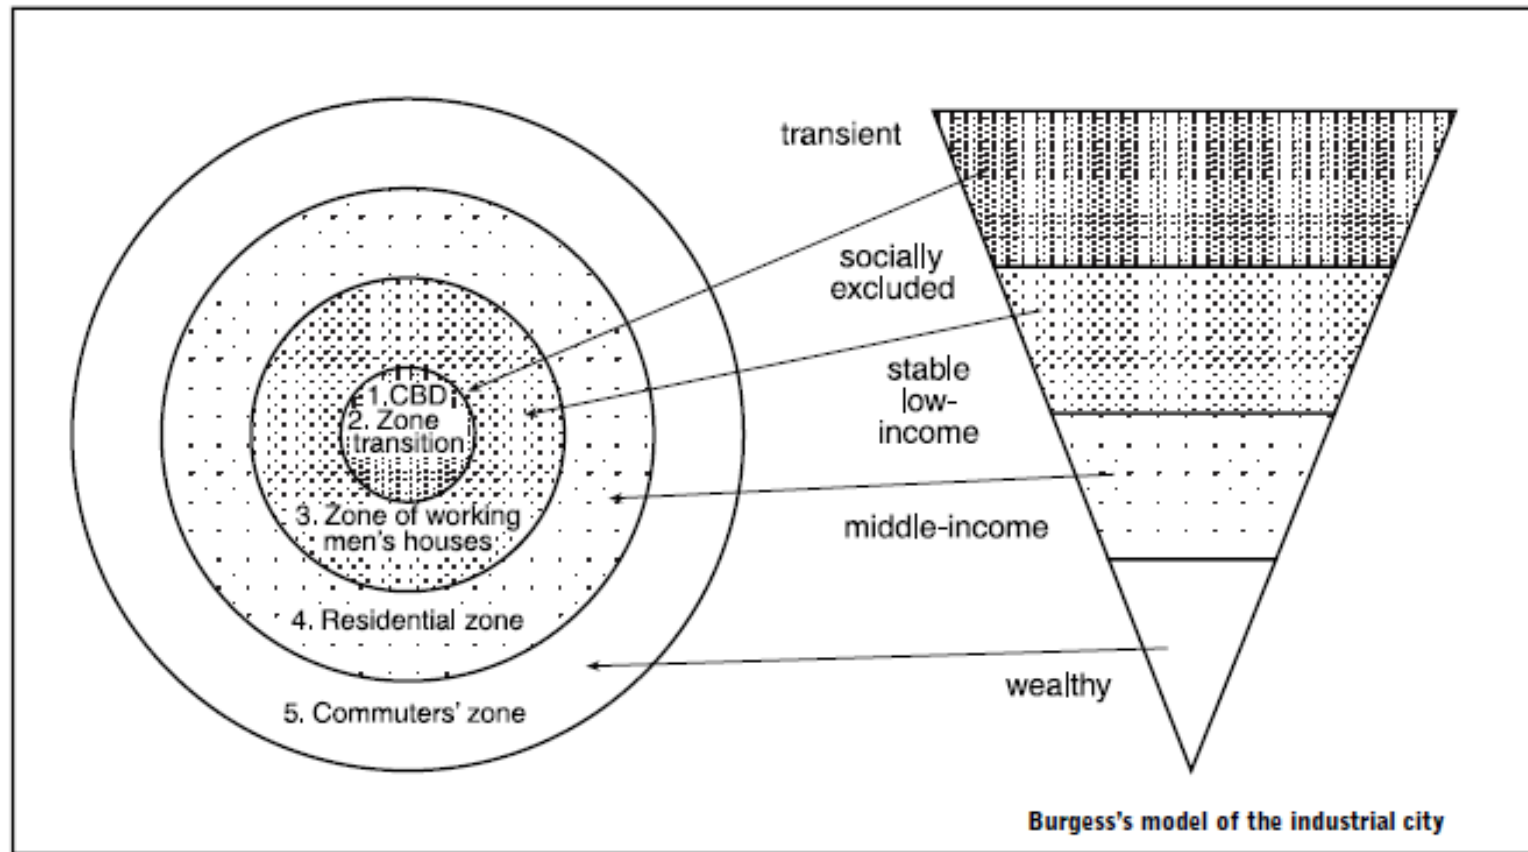 1.CBD
2. Zone
transition
3. Zone of working
men's houses
4. Residential zone
5. Commuters' zone
transient
socially
excluded
stable
low-
income
middle-income
wealthy
Burgess's model of the industrial city